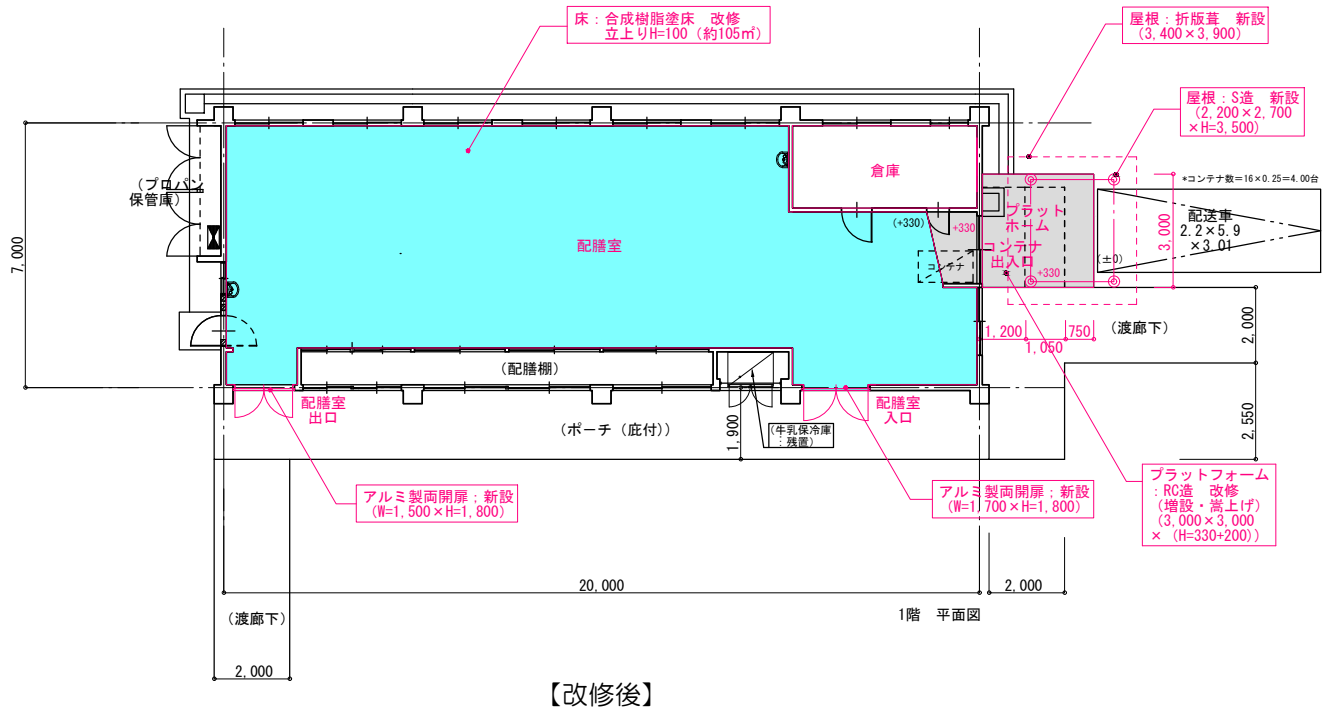 床：合成樹脂塗床　改修
立上りH=100（約105㎡）
屋根：折版葺　新設
（3,400×3,900）
屋根：S造　新設
（2,200×2,700
×H=3,500）
*コンテナ数＝16×0.25＝4.00台
（プロパン
保管庫）
倉庫
配膳室
（+330）
+330
コンテナ
プラット
ホーム
コンテナ
出入口
+330
（±0）
3,000
配送車
2.2×5.9
×3.01
7,000
1,200
1,050
750
（渡廊下）
2,000
2,550
（配膳棚）
配膳室
出口
（ポーチ（庇付））
1,900
（牛乳保冷庫
：残置）
配膳室
入口
アルミ製両開扉：新設
（W=1,500×H=1,800）
アルミ製両開扉：新設
（W=1,700×H=1,800）
プラットフォーム
：RC造　改修
（増設・嵩上げ）
（3,000×3,000
×（H=330+200））
20,000
2,000
（渡廊下）
1階　平面図
2,000
【改修後】